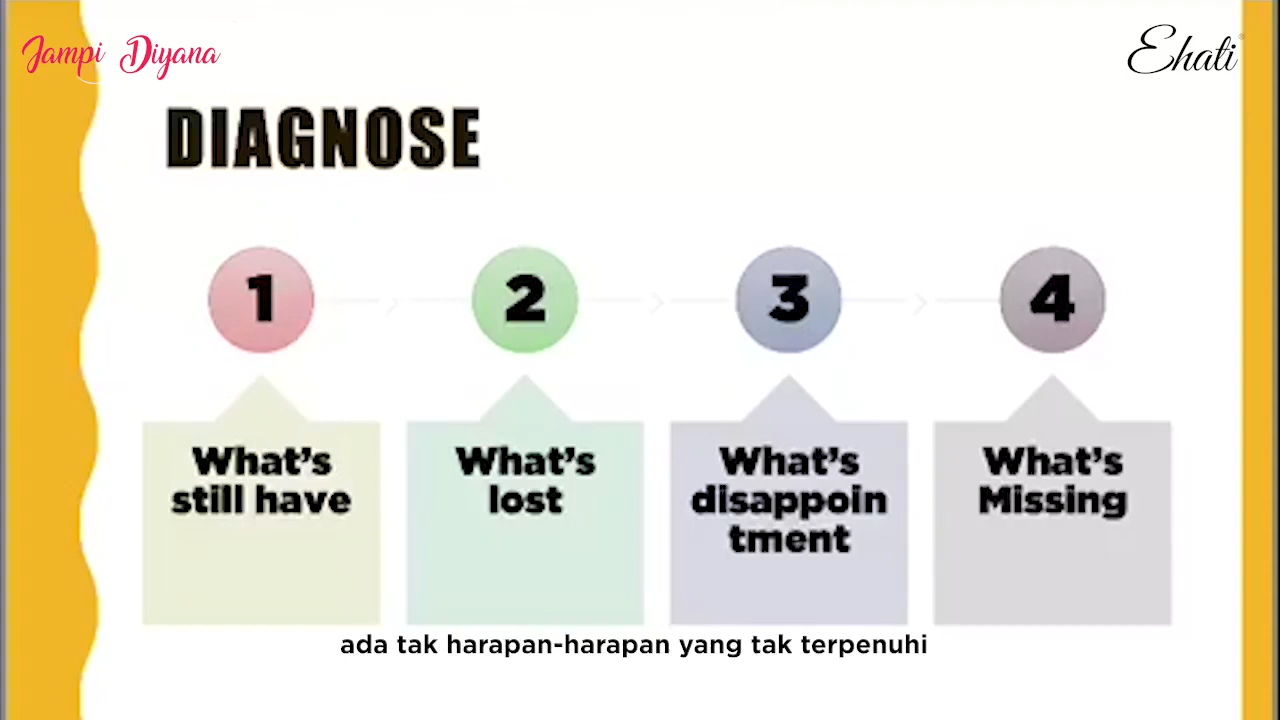 Jampi Diyana
Ehati
DIAGNOSE
1
2
3
4
What's
still have
What's
lost
What's
disappoin
tment
What's
Missing
ada tak harapan-harapan yang tak terpenuhi